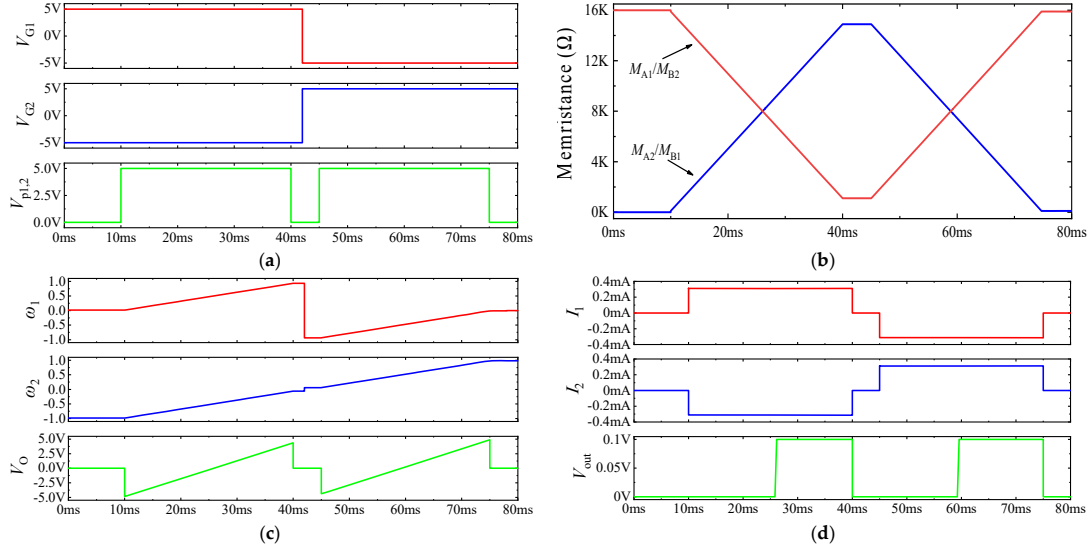 5V
0V
-5V
V_G1
5V
0V
-5V
V_G2
5.0V
2.5V
0.0V
V_p1,2
0ms 10ms 20ms 30ms 40ms 50ms 60ms 70ms 80ms
(a)
16K
12K
8K
4K
0K
Memristance (Ω)
M_A1/M_B2
M_A2/M_B1
0ms 20ms 40ms 60ms 80ms
(b)
1.0
0.0
-0.5
-1.0
ω_1
1.0
0.5
0.0
-0.5
-1.0
ω_2
5.0V
2.5V
0.0V
-2.5V
-5.0V
V_O
0ms 10ms 20ms 30ms 40ms 50ms 60ms 70ms 80ms
(c)
0.4mA
0.2mA
0mA
-0.2mA
-0.4mA
I_1
0.4mA
0.2mA
0mA
-0.2mA
-0.4mA
I_2
0.1V
0.05V
0V
V_out
0ms 10ms 20ms 30ms 40ms 50ms 60ms 70ms 80ms
(d)